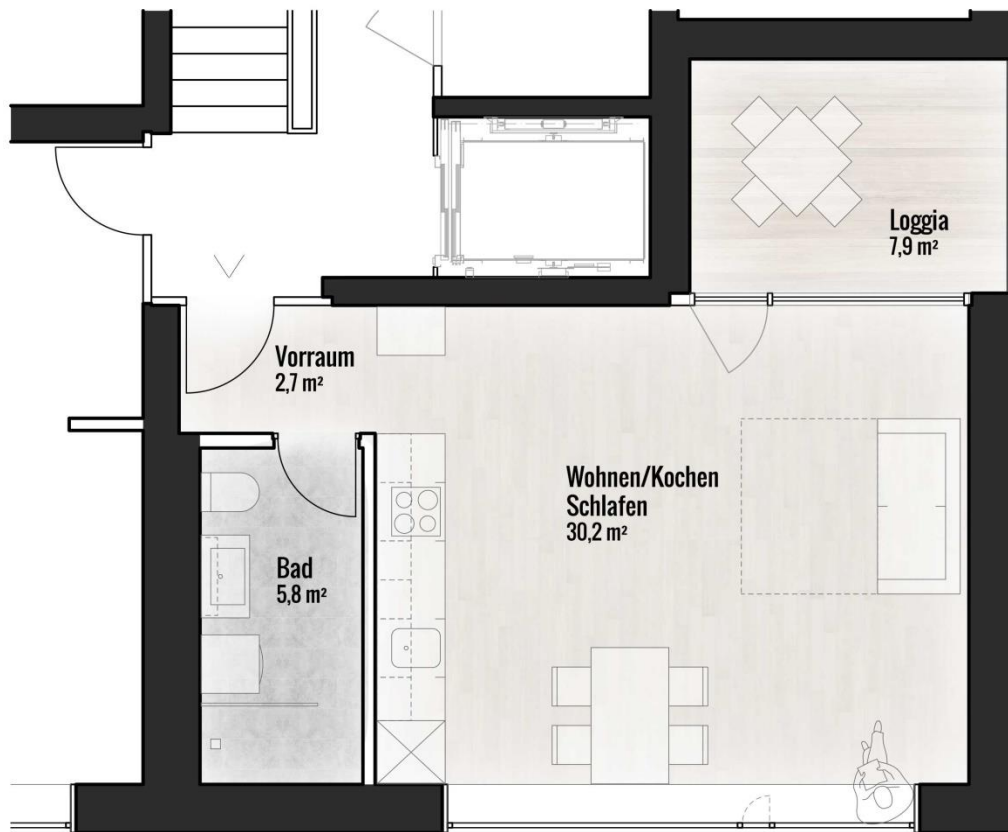 Loggia
7,9 m²
Vorraum
2,7 m²
Wohnen/Kochen
Schlafen
30,2 m²
Bad
5,8 m²